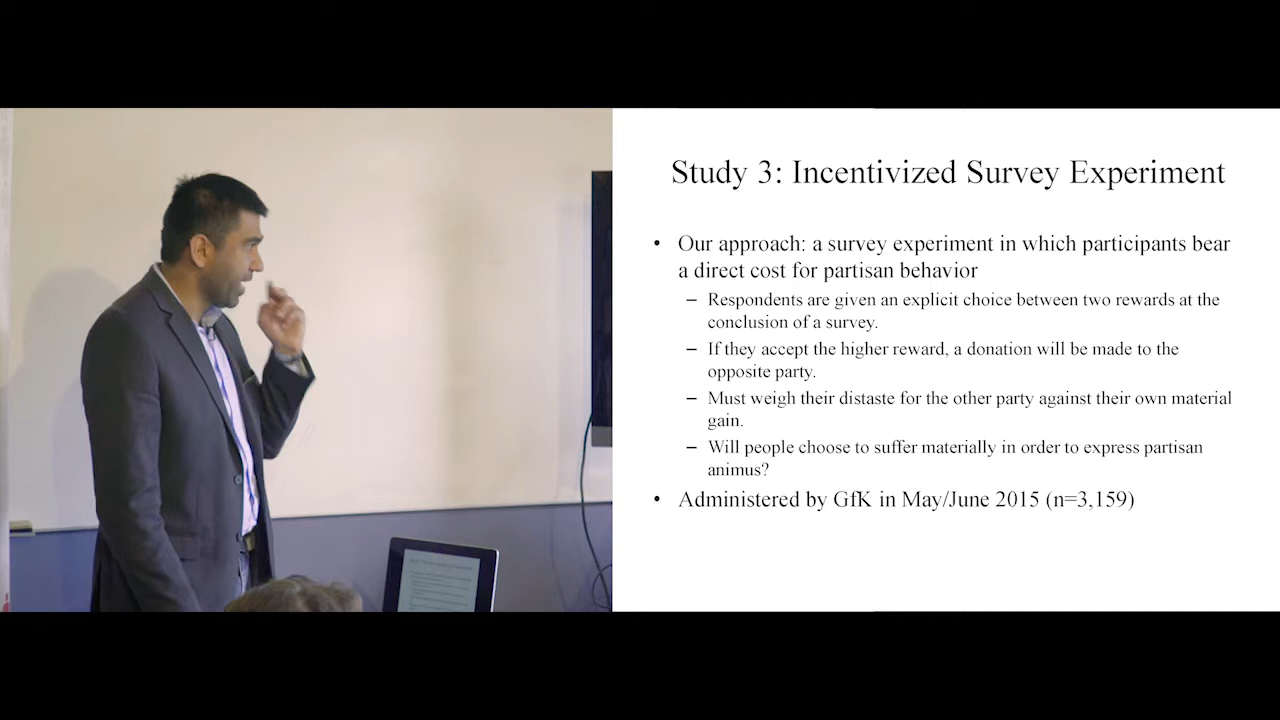 Study 3: Incentivized Survey Experiment
• Our approach: a survey experiment in which participants bear
a direct cost for partisan behavior
– Respondents are given an explicit choice between two rewards at the
conclusion of a survey.
– If they accept the higher reward, a donation will be made to the
opposite party.
– Must weigh their distaste for the other party against their own material
gain.
– Will people choose to suffer materially in order to express partisan
animus?
• Administered by GfK in May/June 2015 (n=3,159)